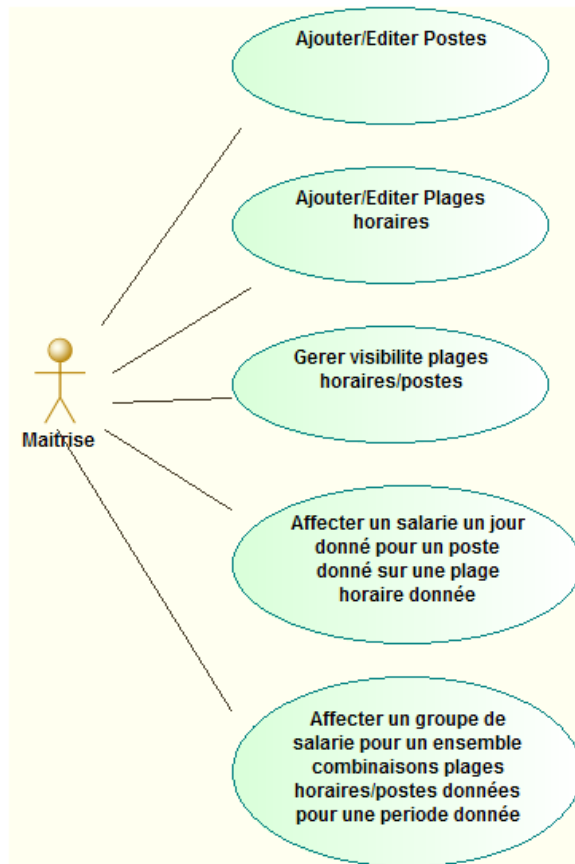 Ajouter/Editer Postes
Ajouter/Editer Plages
horaires
Gerer visibilite plages
horaires/postes
Maitrise
Affecter un salarie un jour
donné pour un poste
donné sur une plage
horaire donnée
Affecter un groupe de
salarie pour un ensemble
combinaisons plages
horaires/postes données
pour une periode donnée